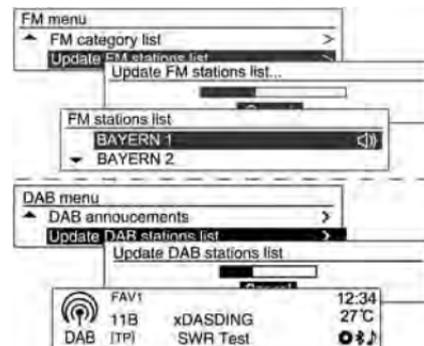 FM menu
FM category list >
Update FM stations list >
Update FM stations list...
Cancel
FM stations list
BAYERN 1
BAYERN 2
DAB menu
DAB annoucements >
Update DAB stations list >
Update DAB stations list
Cancel
FAV1 12:34
11B xDASDING 27°C
DAB [TP] SWR Test